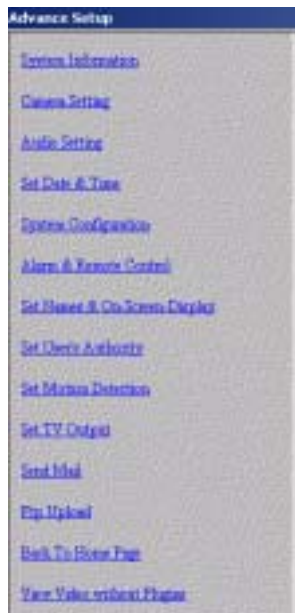 Advance Setup
System Information
Camera Setting
Audio Setting
Set Date & Time
System Configuration
Alarm & Remote Control
Set Names & On-Screen Display
Set User's Authority
Set Motion Detection
Set TV Output
Send Mail
Ftp Upload
Back To Home Page
View Video without Plugins